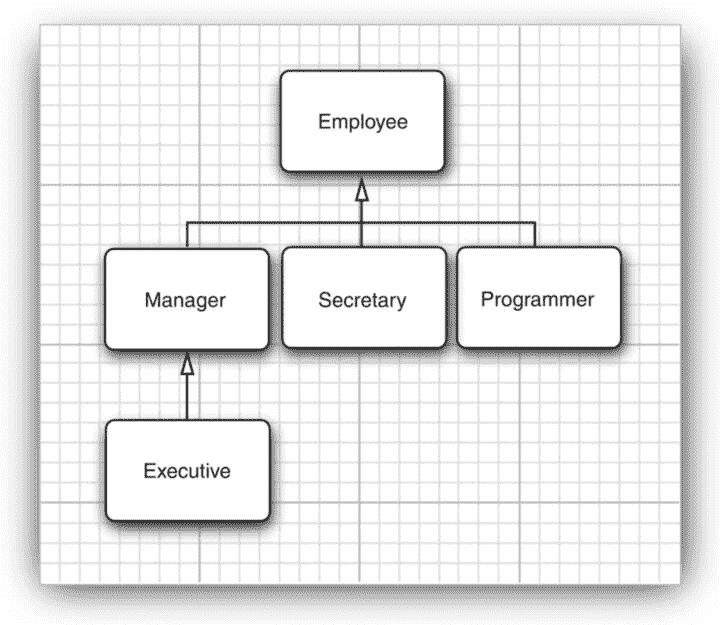 Employee
Manager
Secretary
Programmer
Executive